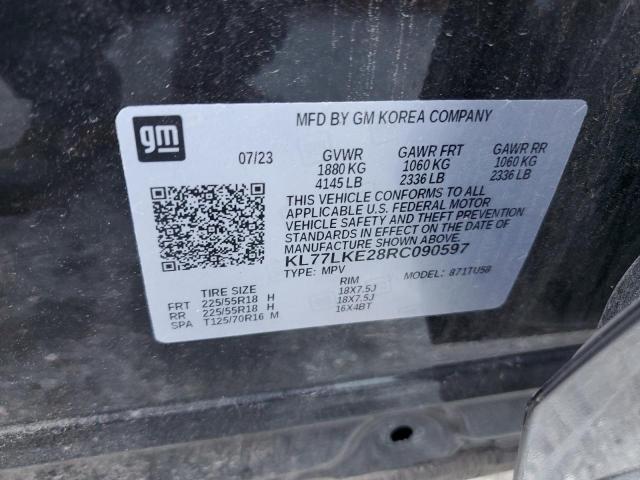 gm
MFD BY GM KOREA COMPANY
07/23 GVWR GAWR FRT GAWR RR
1880 KG 1060 KG 1060 KG
4145 LB 2336 LB 2336 LB
THIS VEHICLE CONFORMS TO ALL
APPLICABLE U.S. FEDERAL MOTOR
VEHICLE SAFETY AND THEFT PREVENTION
STANDARDS IN EFFECT ON THE DATE OF
MANUFACTURE SHOWN ABOVE.
KL77LKE28RC090597
TYPE: MPV MODEL: 871TU58
TIRE SIZE RIM
FRT 225/55R18 H 18X7.5J
RR 225/55R18 H 18X7.5J
SPA T125/70R16 M 16X4BT